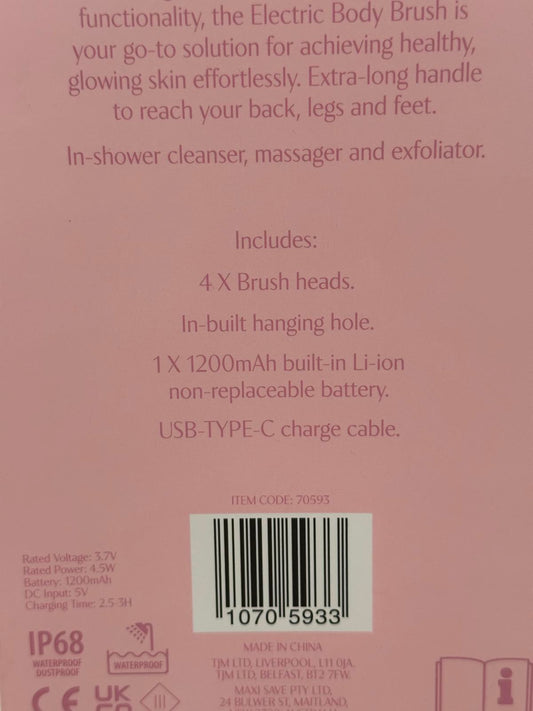 functionality, the Electric Body Brush is
your go-to solution for achieving healthy,
glowing skin effortlessly. Extra-long handle
to reach your back, legs and feet.
In-shower cleanser, massager and exfoliator.
Includes:
4 X Brush heads.
In-built hanging hole.
1 X 1200mAh built-in Li-ion
non-replaceable battery.
USB-TYPE-C charge cable.
ITEM CODE: 70593
1070 5933
Rated Voltage: 3.7V
Rated Power: 4.5W
Battery: 1200mAh
DC Input: 5V
Charging Time: 2.5-3H
IP68
WATERPROOF
DUSTPROOF
WATERPROOF
CE
UK
CA
III
MADE IN CHINA
TJM LTD, LIVERPOOL, L11 0JA.
TJM LTD, BELFAST, BT2 7FW.
MAXI SAVE PTY LTD,
24 BULWER ST, MAITLAND,
i